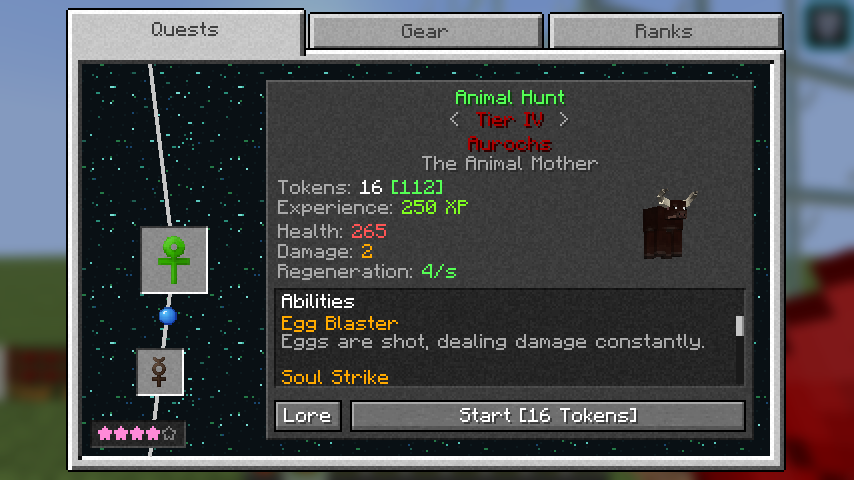 Quests
Gear
Ranks
Animal Hunt
< Tier IV >
Aurochs
The Animal Mother
Tokens: 16 [112]
Experience: 250 XP
Health: 265
Damage: 2
Regeneration: 4/s
Abilities
Egg Blaster
Eggs are shot, dealing damage constantly.
Soul Strike
Lore
Start [16 Tokens]